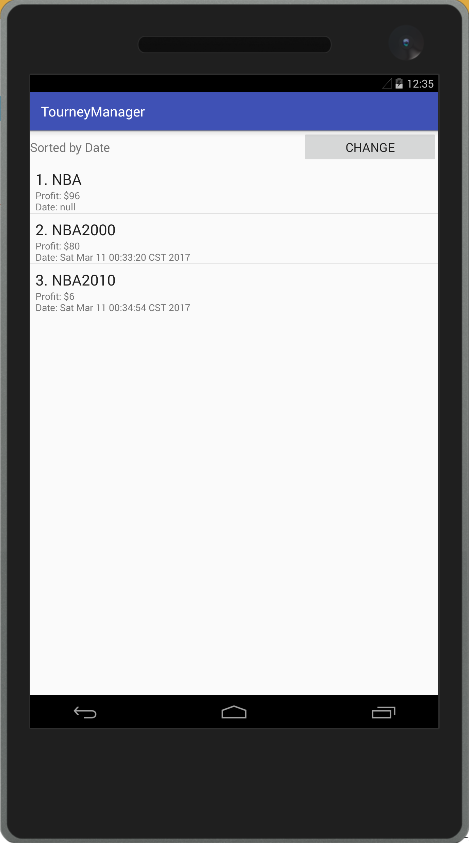 12:35
TourneyManager
Sorted by Date CHANGE
1. NBA
Profit: $96
Date: null
2. NBA2000
Profit: $80
Date: Sat Mar 11 00:33:20 CST 2017
3. NBA2010
Profit: $6
Date: Sat Mar 11 00:34:54 CST 2017